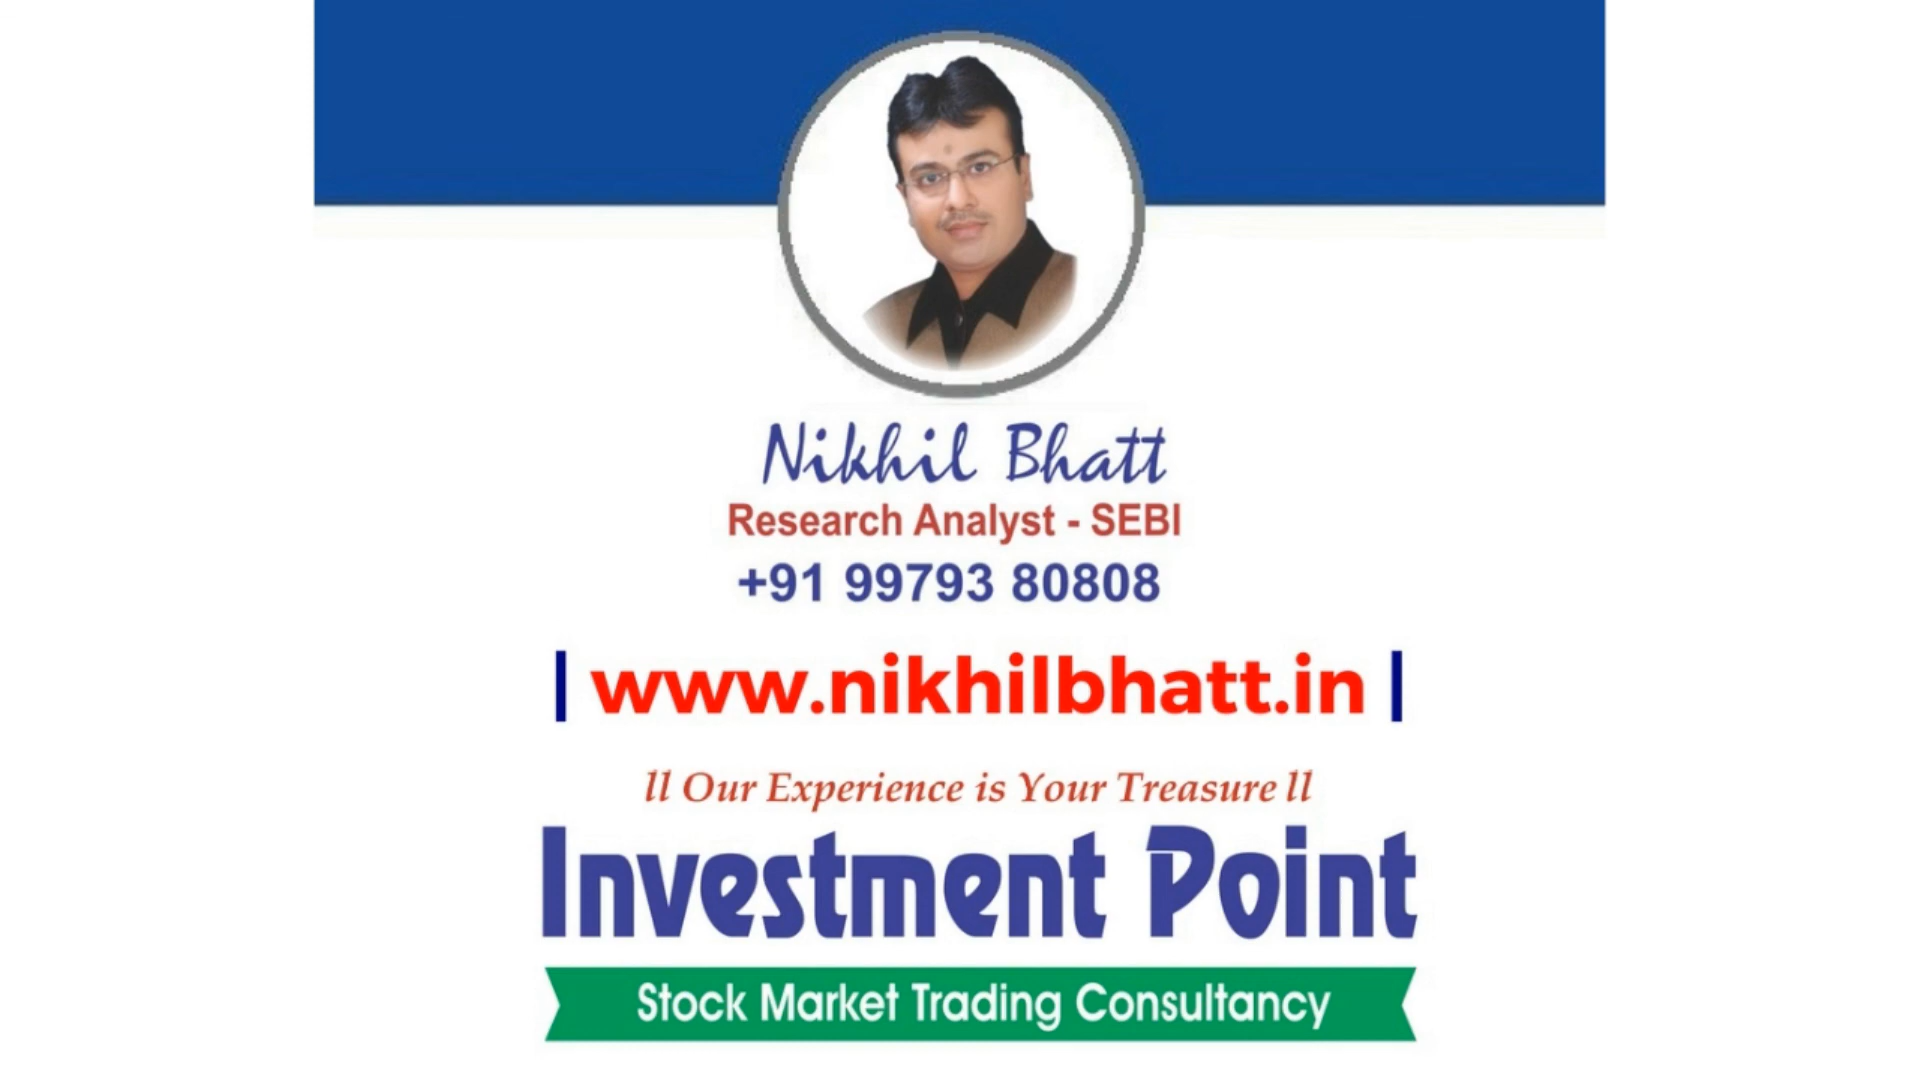 Nikhil Bhatt
Research Analyst - SEBI
+91 99793 80808
| www.nikhilbhatt.in |
ll Our Experience is Your Treasure ll
Investment Point
Stock Market Trading Consultancy